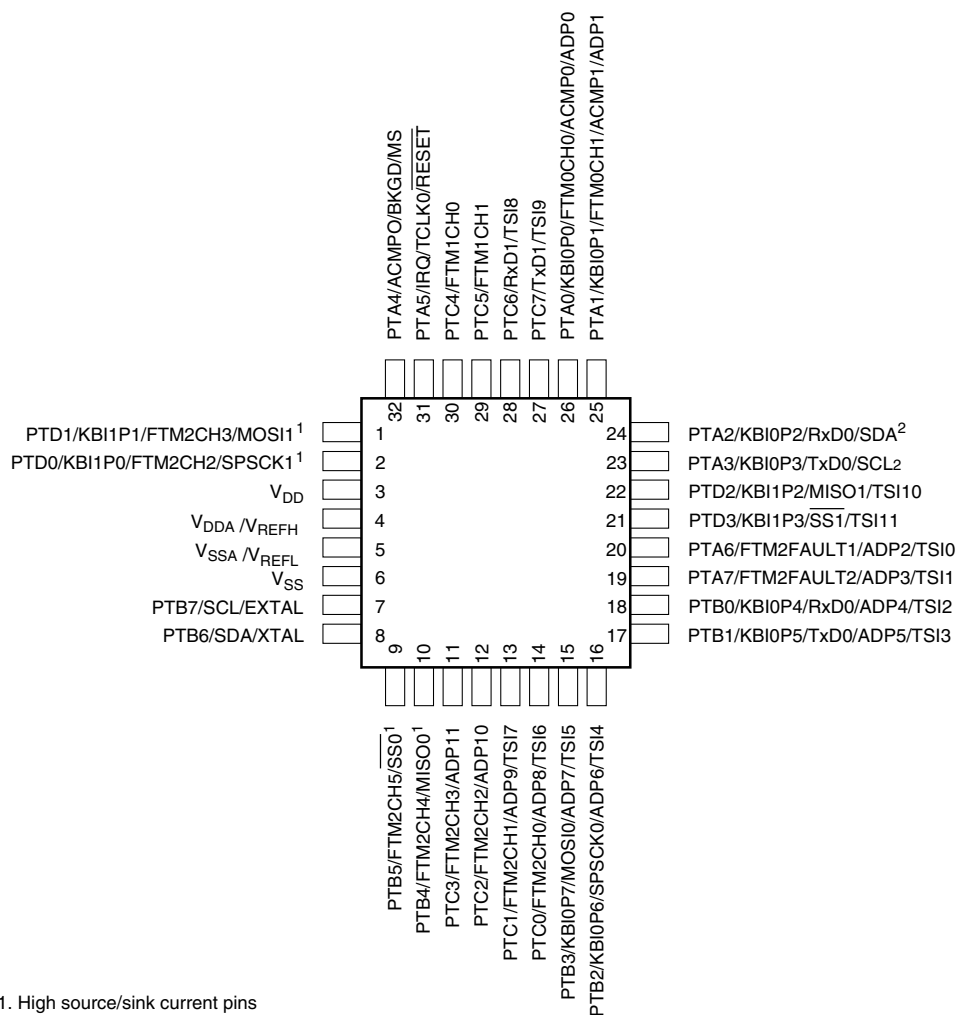 PTA4/ACMPO/BKGD/MS
PTA5/IRQ/TCLK0/RESET
PTC4/FTM1CH0
PTC5/FTM1CH1
PTC6/RxD1/TSI8
PTC7/TxD1/TSI9
PTA0/KBI0P0/FTM0CH0/ACMP0/ADP0
PTA1/KBI0P1/FTM0CH1/ACMP1/ADP1
32 31 30 29 28 27 26 25
PTD1/KBI1P1/FTM2CH3/MOSI1¹ 1
PTD0/KBI1P0/FTM2CH2/SPSCK1¹ 2
VDD 3
VDDA /VREFH 4
VSSA /VREFL 5
VSS 6
PTB7/SCL/EXTAL 7
PTB6/SDA/XTAL 8
24 PTA2/KBI0P2/RxD0/SDA²
23 PTA3/KBI0P3/TxD0/SCL2
22 PTD2/KBI1P2/MISO1/TSI10
21 PTD3/KBI1P3/SS1/TSI11
20 PTA6/FTM2FAULT1/ADP2/TSI0
19 PTA7/FTM2FAULT2/ADP3/TSI1
18 PTB0/KBI0P4/RxD0/ADP4/TSI2
17 PTB1/KBI0P5/TxD0/ADP5/TSI3
9 10 11 12 13 14 15 16
PTB5/FTM2CH5/SS0¹
PTB4/FTM2CH4/MISO0¹
PTC3/FTM2CH3/ADP11
PTC2/FTM2CH2/ADP10
PTC1/FTM2CH1/ADP9/TSI7
PTC0/FTM2CH0/ADP8/TSI6
PTB3/KBI0P7/MOSI0/ADP7/TSI5
PTB2/KBI0P6/SPSCK0/ADP6/TSI4
1. High source/sink current pins